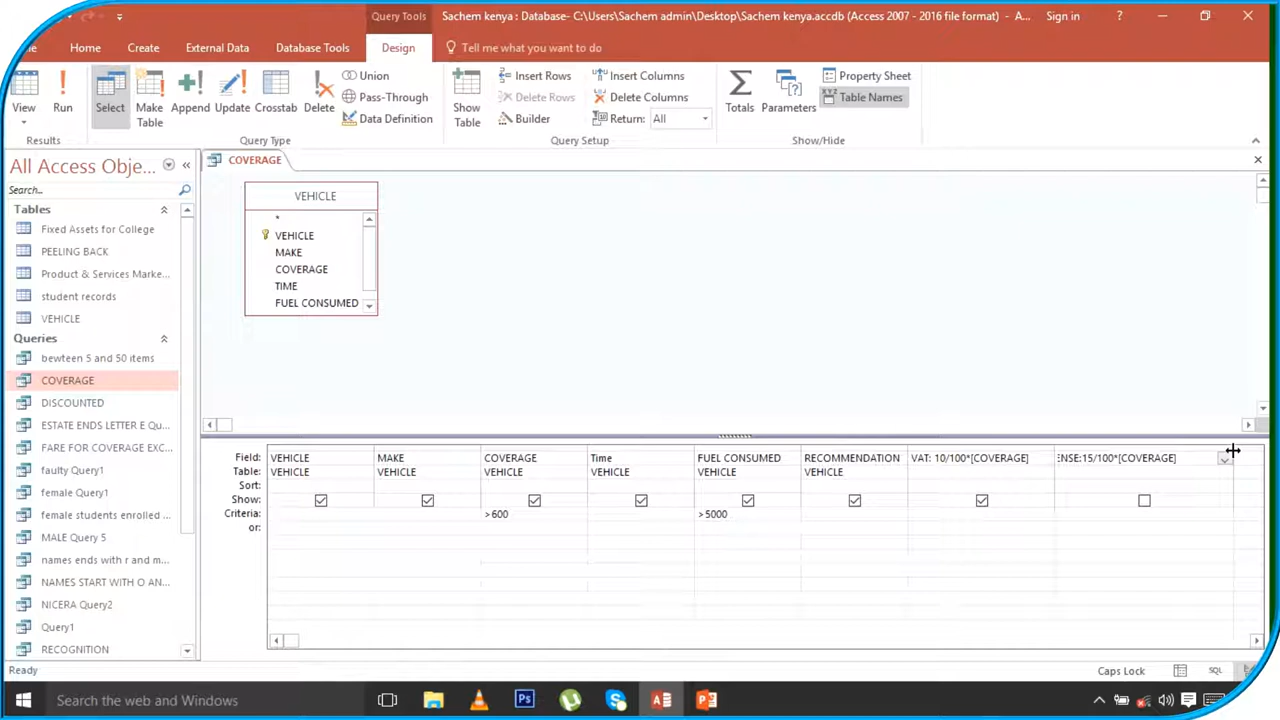 Query Tools
Sachem kenya : Database- C:\Users\Sachem admin\Desktop\Sachem kenya.accdb (Access 2007 - 2016 file format) - A...
Sign in
?
Home
Create
External Data
Database Tools
Design
Tell me what you want to do
View
Run
Select
Make Table
Append
Update
Crosstab
Delete
Union
Pass-Through
Data Definition
Show Table
Insert Rows
Delete Rows
Builder
Insert Columns
Delete Columns
Return: All
Totals
Parameters
Property Sheet
Table Names
Results
Query Type
Query Setup
Show/Hide
All Access Obje...
Search...
Tables
Fixed Assets for College
PEELING BACK
Product & Services Marke...
student records
VEHICLE
Queries
bewteen 5 and 50 items
COVERAGE
DISCOUNTED
ESTATE ENDS LETTER E Qu...
FARE FOR COVERAGE EXC...
faulty Query1
female Query1
female students enrolled ...
MALE Query 5
names ends with r and m...
NAMES START WITH O AN...
NICERA Query2
Query1
RECOGNITION
COVERAGE
VEHICLE
*
VEHICLE
MAKE
COVERAGE
TIME
FUEL CONSUMED
Field: VEHICLE MAKE COVERAGE Time FUEL CONSUMED RECOMMENDATION VAT: 10/100*[COVERAGE] ENSE:15/100*[COVERAGE]
Table: VEHICLE VEHICLE VEHICLE VEHICLE VEHICLE VEHICLE
Sort:
Show:
Criteria: >600 >5000
or:
Ready
Caps Lock
SQL
Search the web and Windows